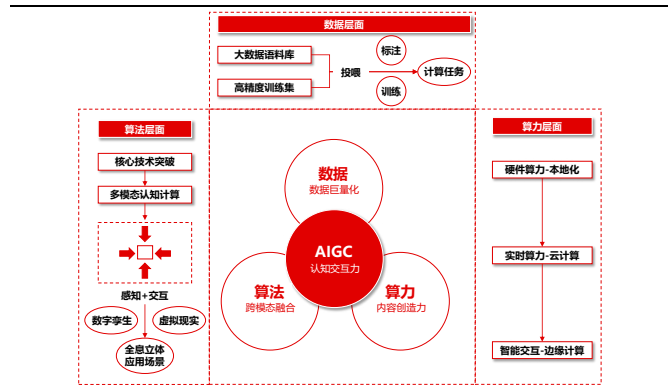 数据层面
大数据语料库
高精度训练集
投喂
标注
训练
计算任务
算法层面
核心技术突破
多模态认知计算
感知+交互
数字孪生
虚拟现实
全息立体
应用场景
数据
数据巨量化
AIGC
认知交互力
算法
跨模态融合
算力
内容创造力
算力层面
硬件算力-本地化
实时算力-云计算
智能交互-边缘计算